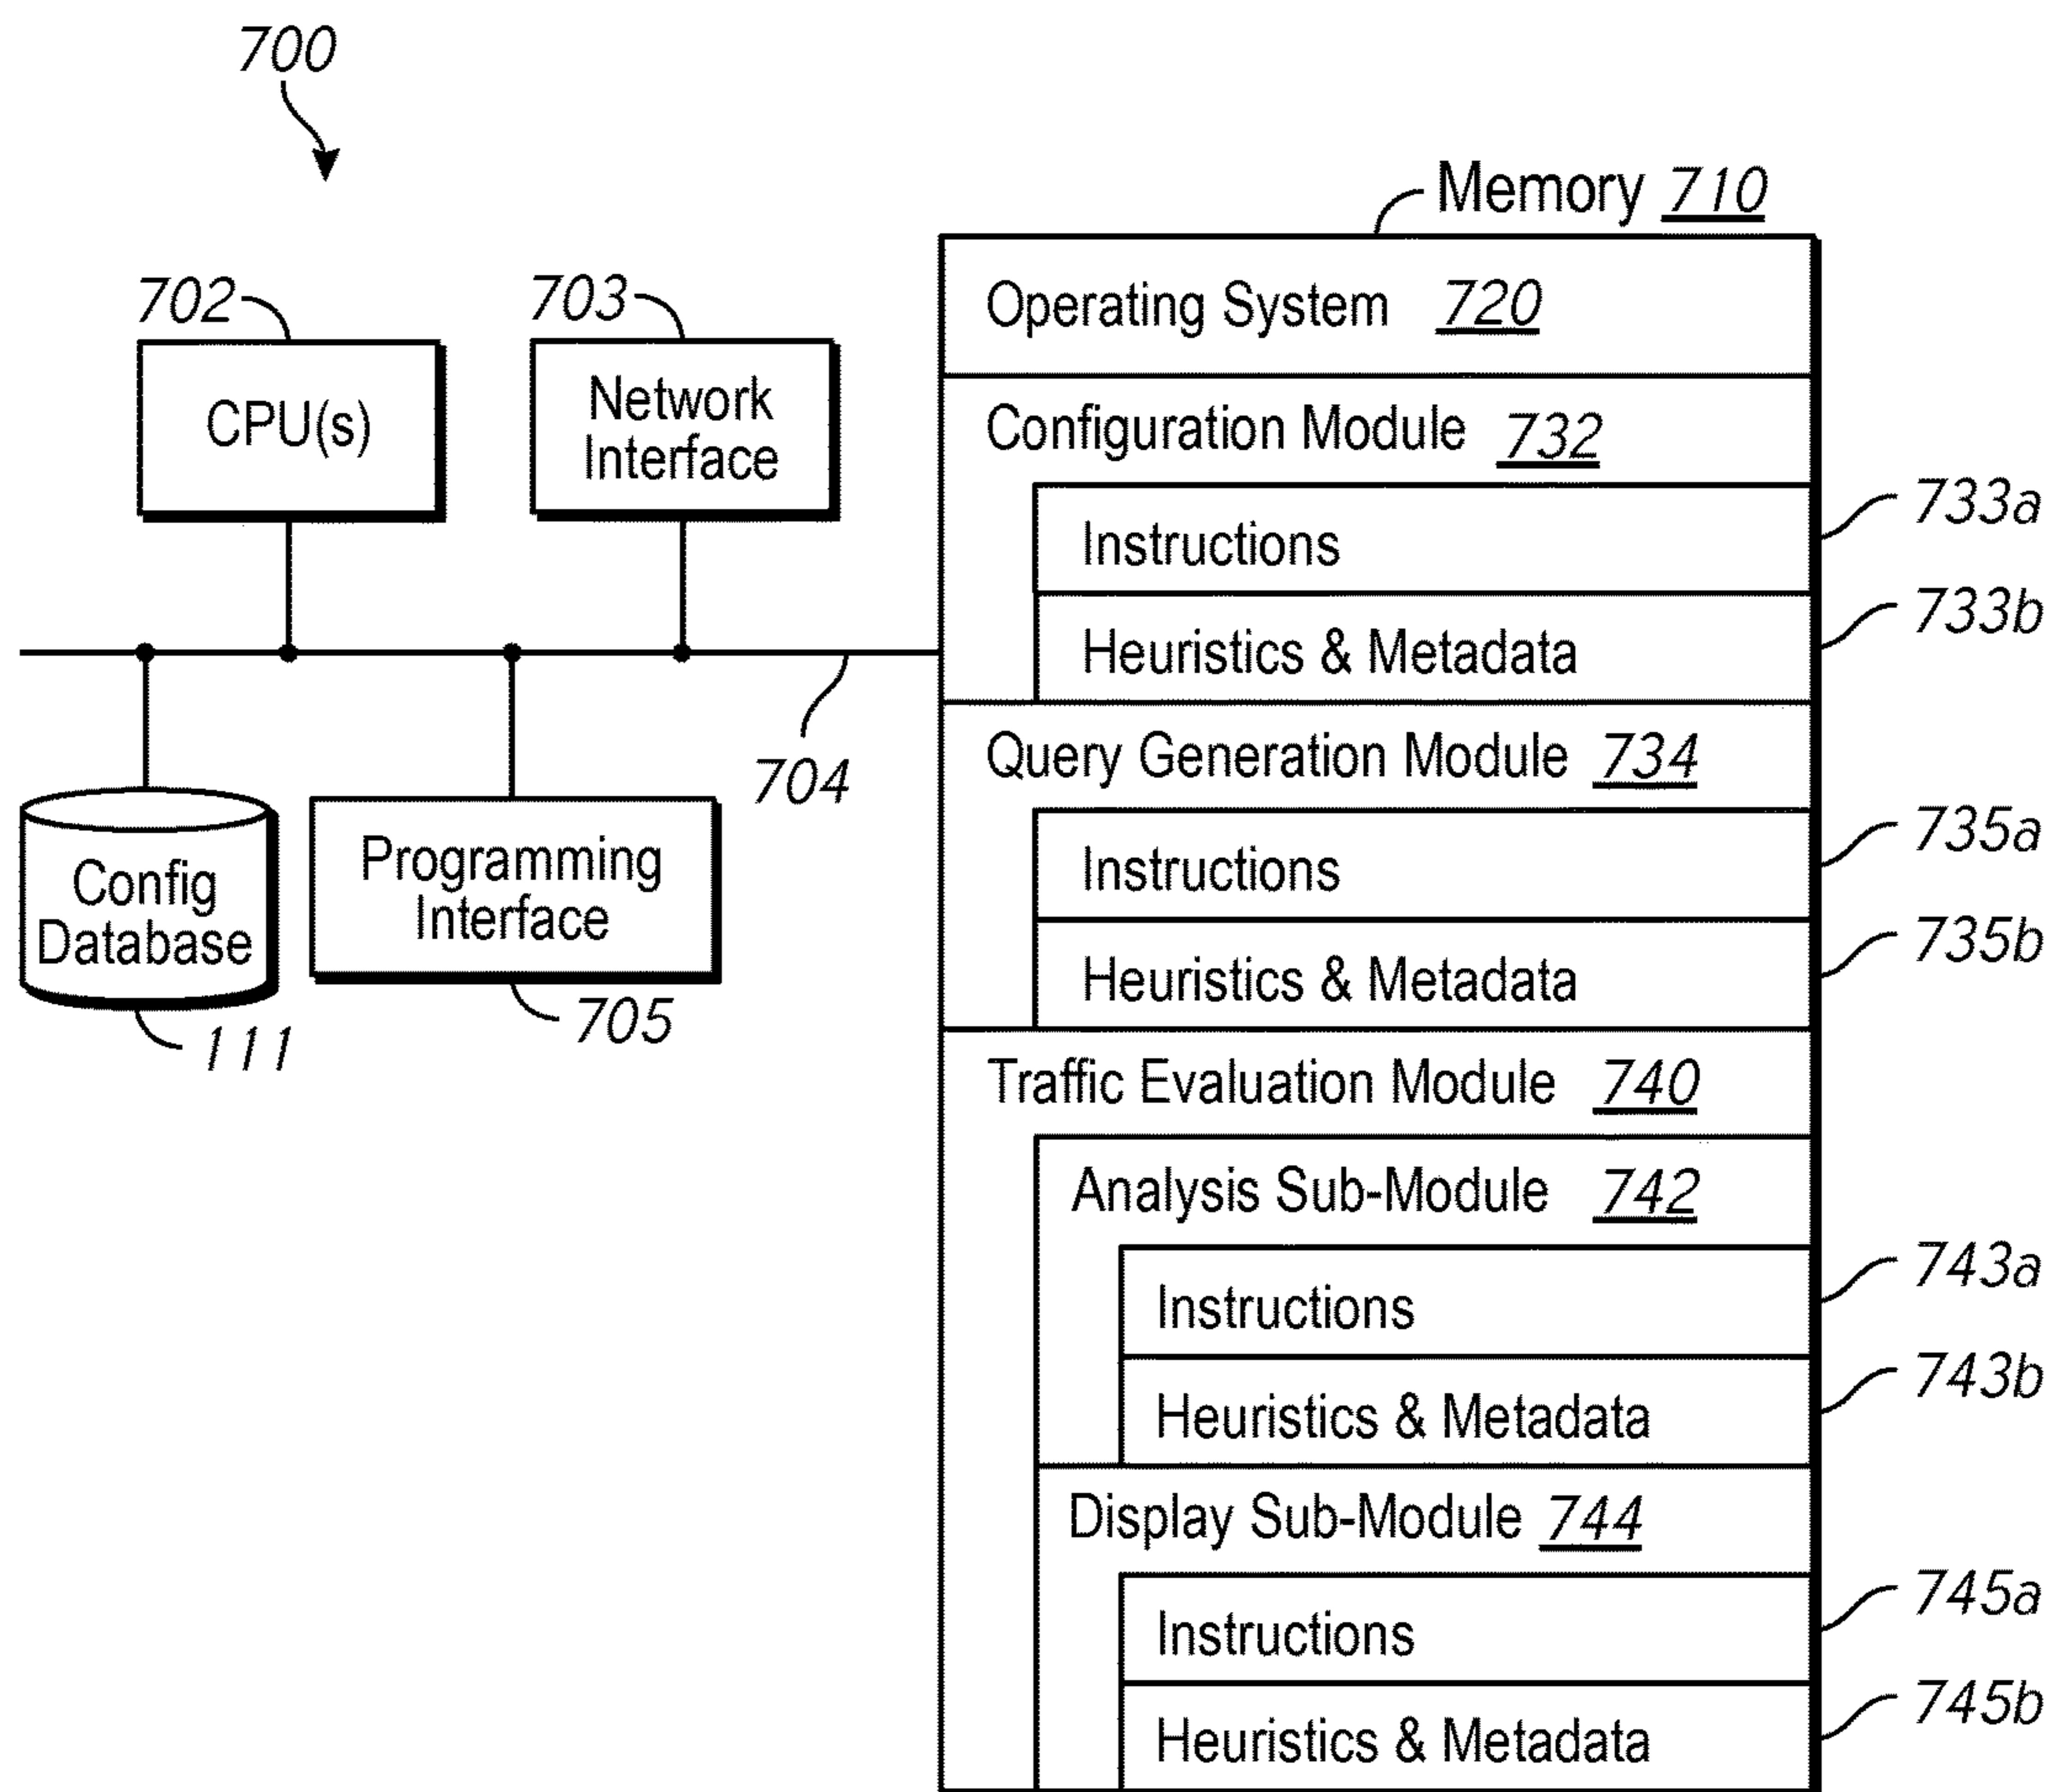 700
Memory 710
702
703
CPU(s)
Network
Interface
704
Config
Database
111
Programming
Interface
705
Operating System 720
Configuration Module 732
Instructions
733a
Heuristics & Metadata
733b
Query Generation Module 734
Instructions
735a
Heuristics & Metadata
735b
Traffic Evaluation Module 740
Analysis Sub-Module 742
Instructions
743a
Heuristics & Metadata
743b
Display Sub-Module 744
Instructions
745a
Heuristics & Metadata
745b